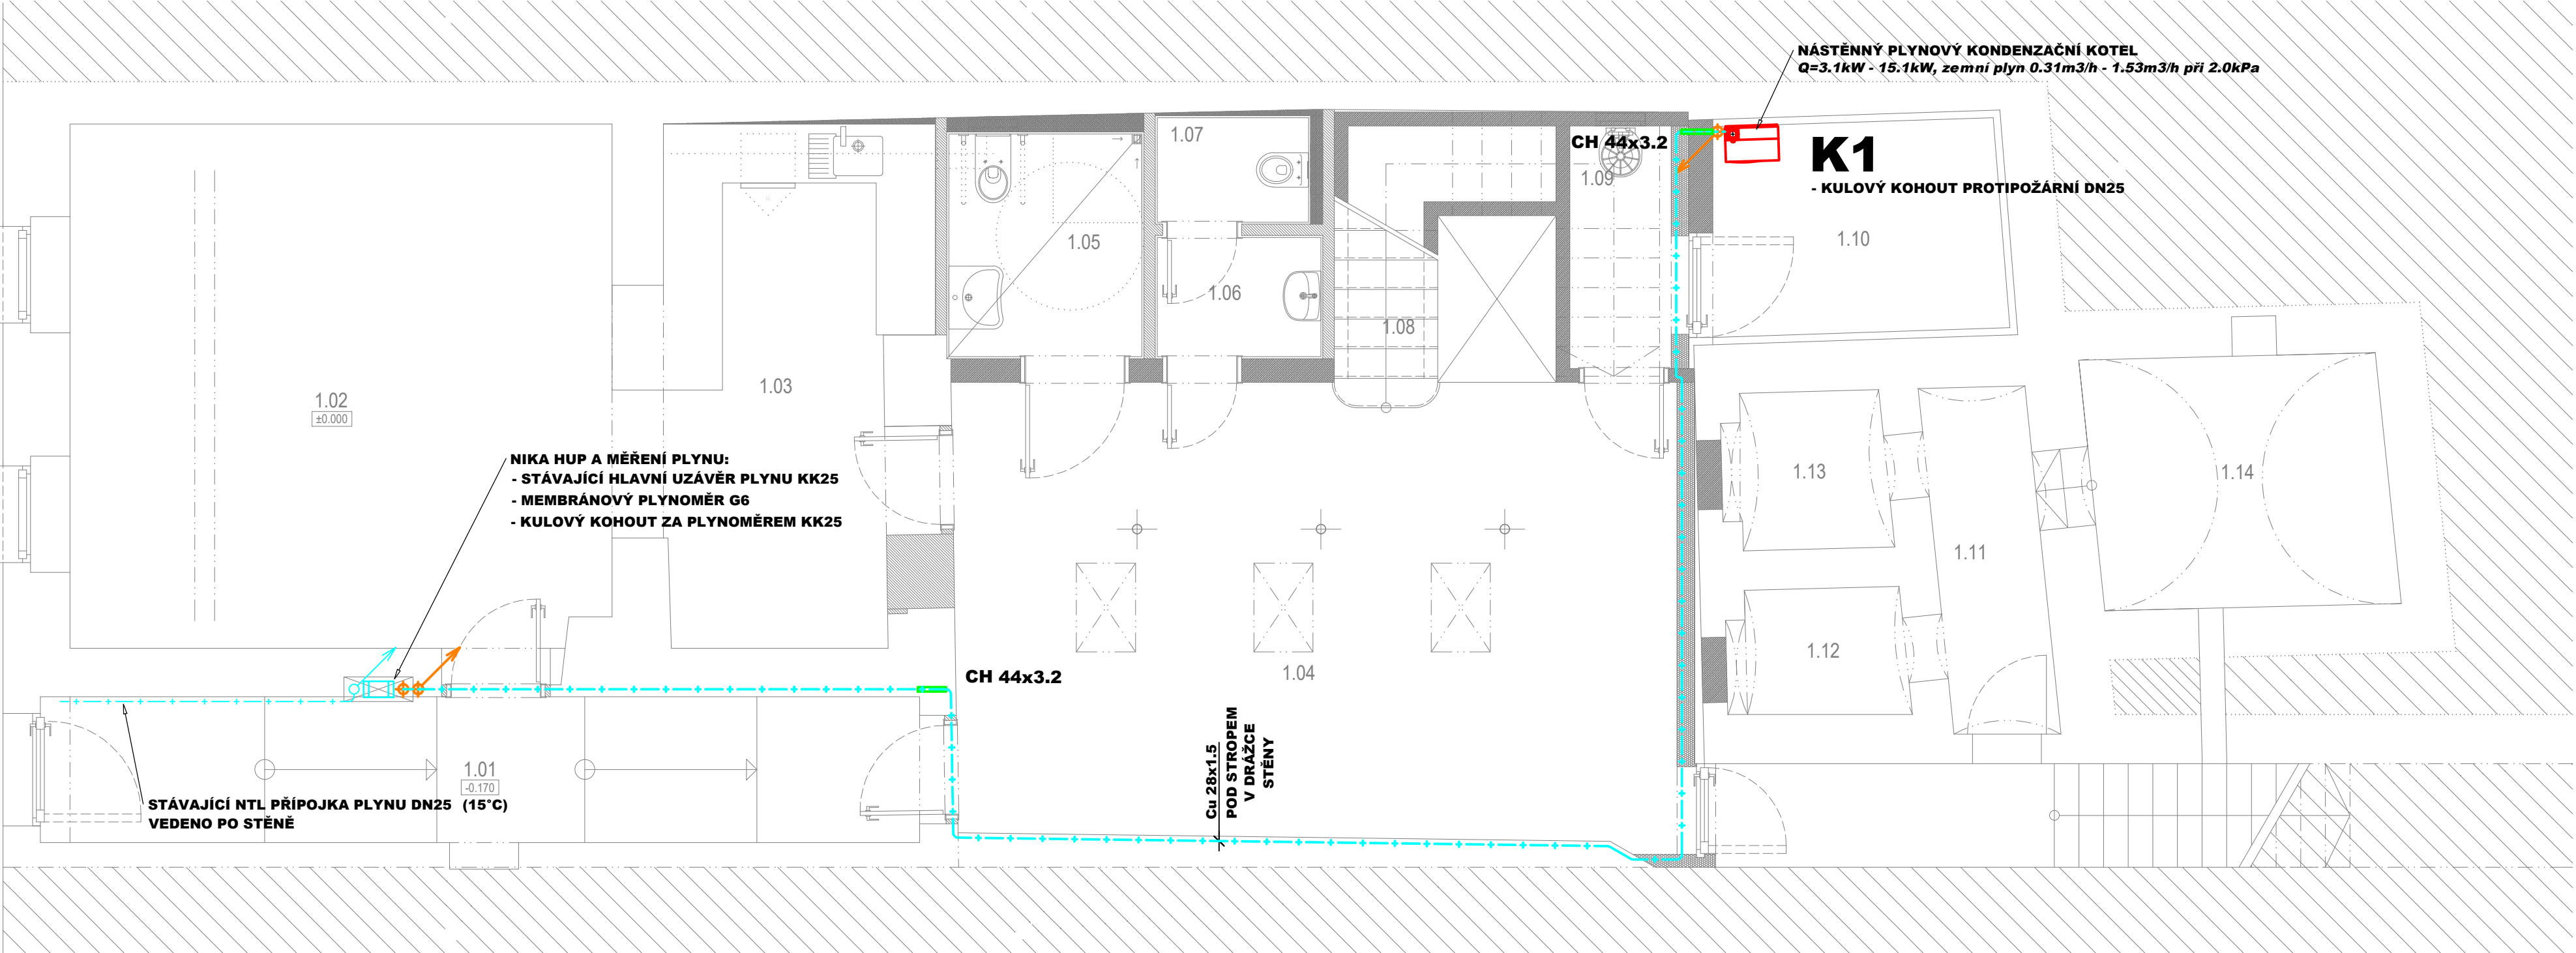 NÁSTĚNNÝ PLYNOVÝ KONDENZAČNÍ KOTEL
Q=3.1kW - 15.1kW, zemní plyn 0.31m3/h - 1.53m3/h při 2.0kPa
K1
- KULOVÝ KOHOUT PROTIPOŽÁRNÍ DN25
CH 44x3.2
1.07
1.09
1.05
1.10
1.06
1.08
1.03
1.02
±0.000
NIKA HUP A MĚŘENÍ PLYNU:
- STÁVAJÍCÍ HLAVNÍ UZÁVĚR PLYNU KK25
- MEMBRÁNOVÝ PLYNOMĚR G6
- KULOVÝ KOHOUT ZA PLYNOMĚREM KK25
1.13
1.14
1.11
1.12
1.04
CH 44x3.2
Cu 28x1.5
POD STROPEM
V DRÁŽCE
STĚNY
1.01
-0.170
STÁVAJÍCÍ NTL PŘÍPOJKA PLYNU DN25 (15°C)
VEDENO PO STĚNĚ